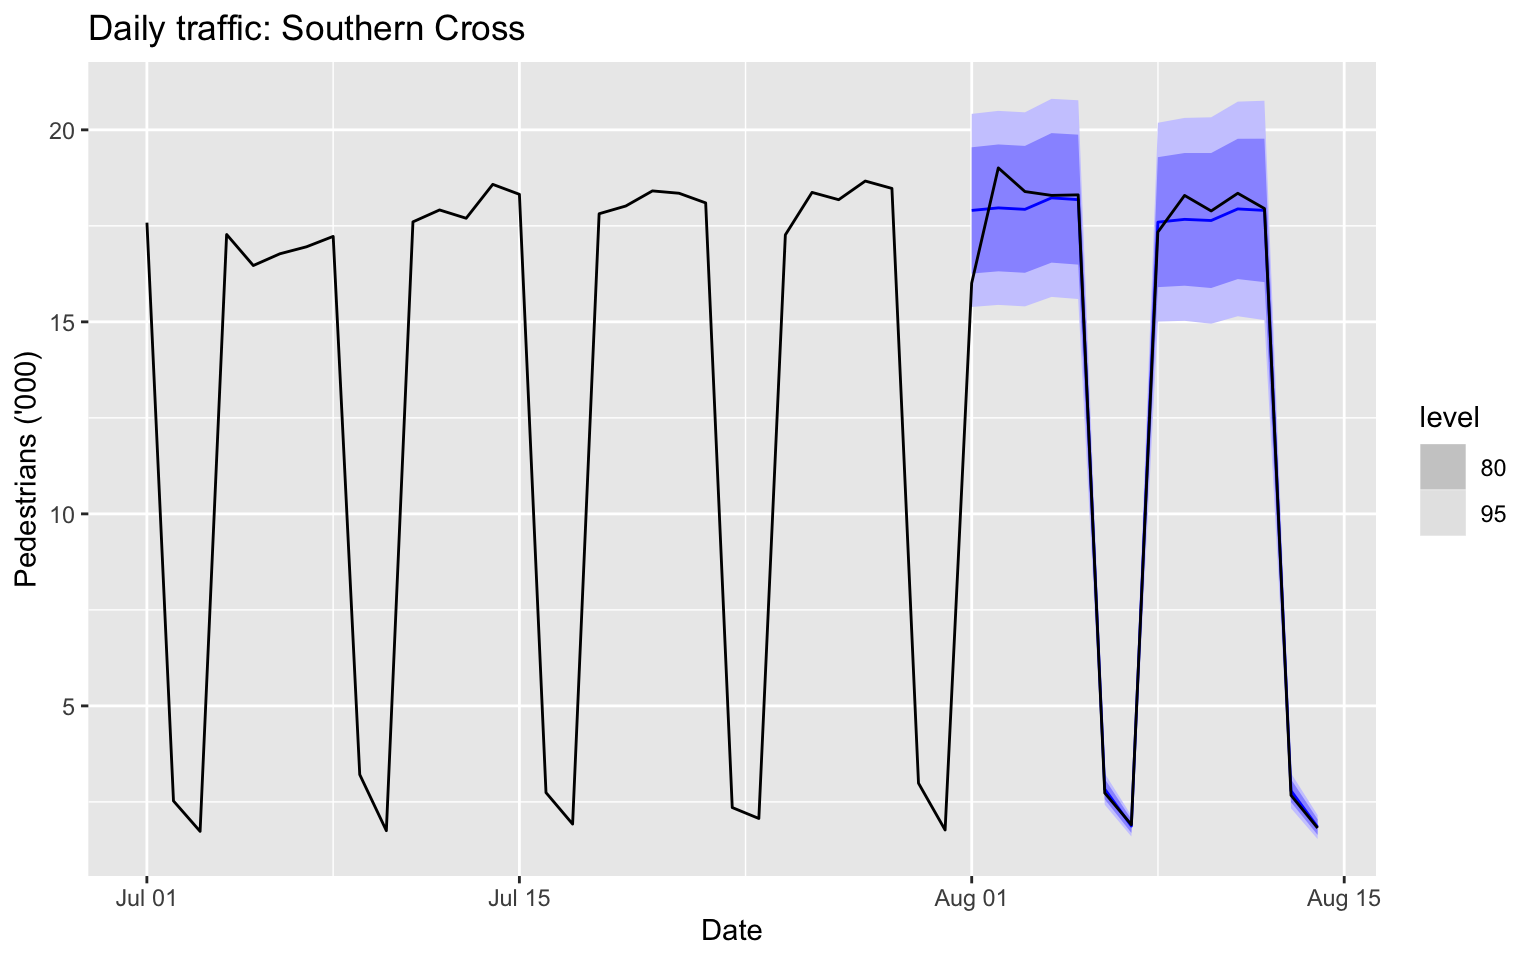 Daily traffic: Southern Cross
Pedestrians ('000)
20
15
10
5
Jul 01
Jul 15
Aug 01
Aug 15
Date
level
80
95